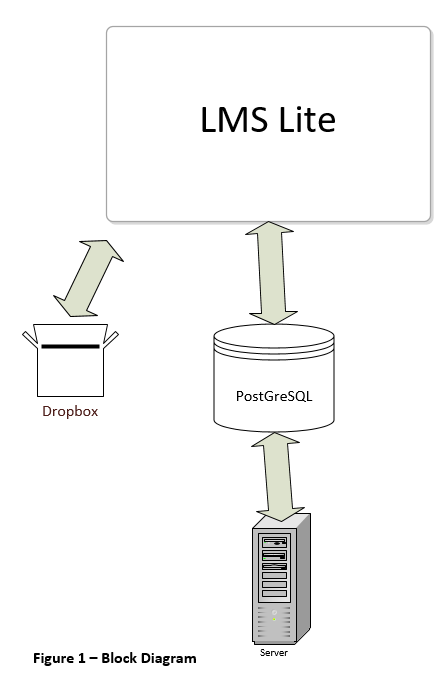 LMS Lite
PostGreSQL
Dropbox
Server
Figure 1 – Block Diagram